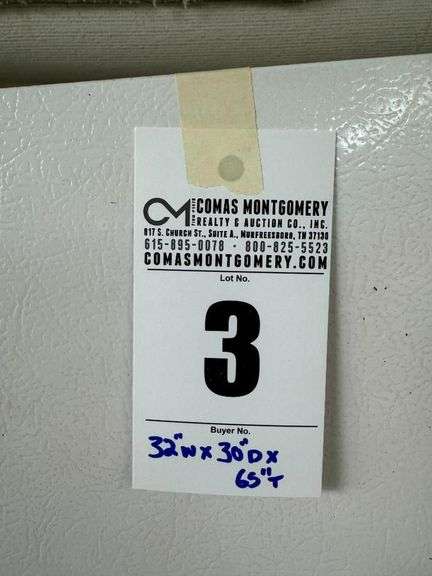 COMAS MONTGOMERY
REALTY & AUCTION CO., INC.
817 S. CHURCH ST., SUITE A., MURFREESBORO, TN 37130
615-895-0078 - 800-825-5523
COMASMONTGOMERY.COM
Lot No.
3
Buyer No.
32"W X 30"D X
65"T